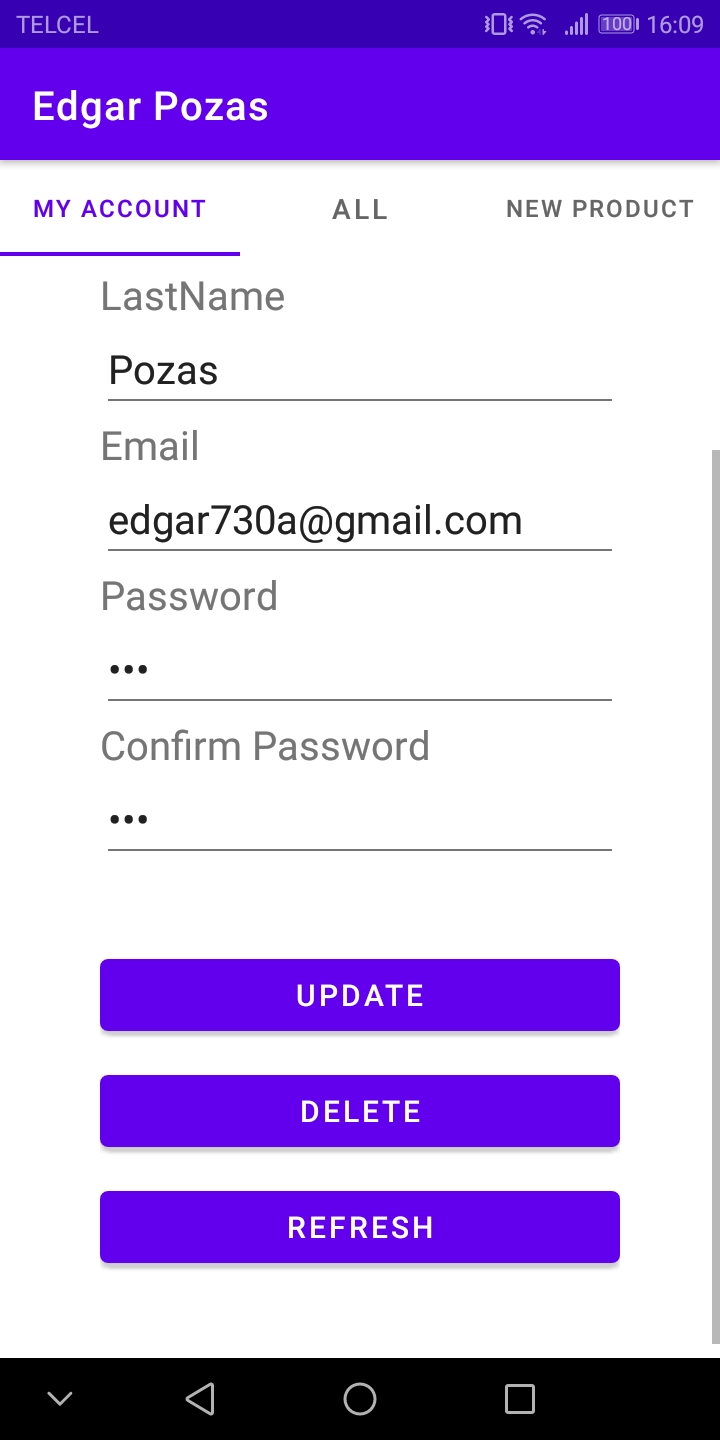 TELCEL 100 16:09
Edgar Pozas
MY ACCOUNT ALL NEW PRODUCT
LastName
Pozas
Email
edgar730a@gmail.com
Password
•••
Confirm Password
•••
UPDATE
DELETE
REFRESH